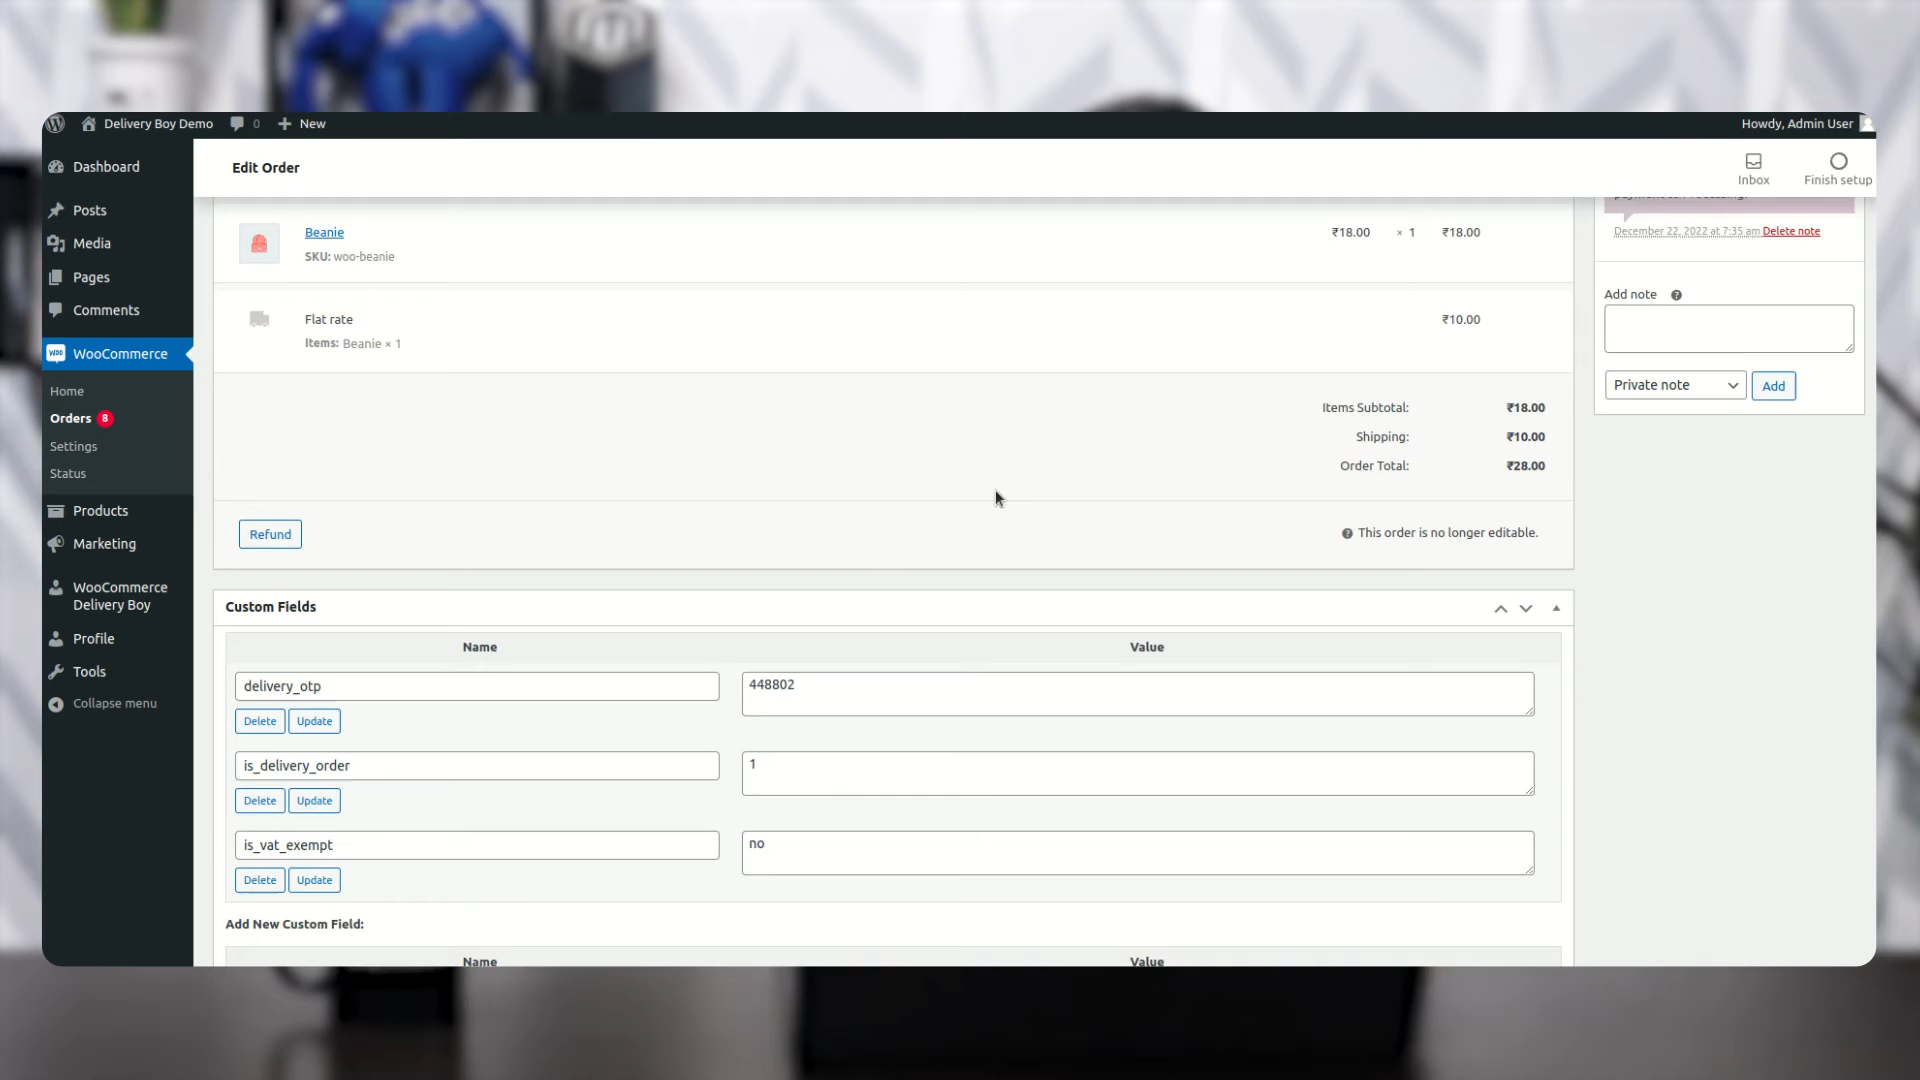 Delivery Boy Demo 0 New Howdy, Admin User
Edit Order
Inbox
Finish setup
Dashboard
Posts
Media
Pages
Comments
WooCommerce
Home
Orders 8
Settings
Status
Products
Marketing
WooCommerce
Delivery Boy
Profile
Tools
Collapse menu
Beanie ₹18.00 × 1 ₹18.00
SKU: woo-beanie
Flat rate ₹10.00
Items: Beanie × 1
Items Subtotal: ₹18.00
Shipping: ₹10.00
Order Total: ₹28.00
Refund
This order is no longer editable.
Custom Fields
Name Value
delivery_otp 448802
Delete Update
is_delivery_order 1
Delete Update
is_vat_exempt no
Delete Update
Add New Custom Field:
Name Value
December 22, 2022 at 7:35 am Delete note
Add note
Private note Add